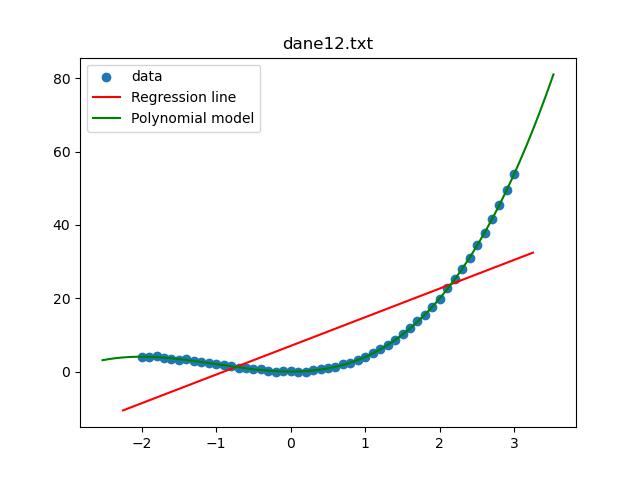 dane12.txt
data
Regression line
Polynomial model
80
60
40
20
0
−2 −1 0 1 2 3